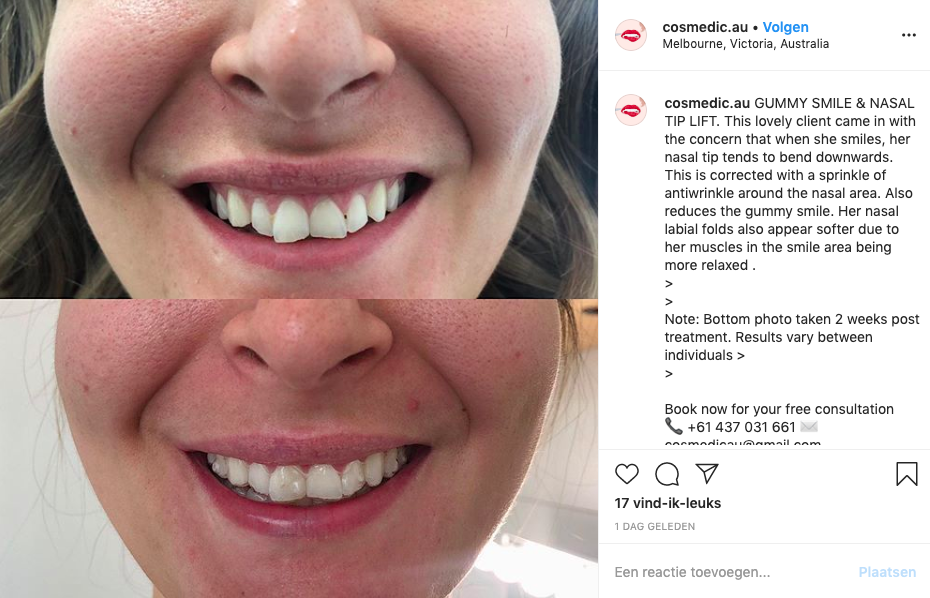 cosmedic.au • Volgen
Melbourne, Victoria, Australia
cosmedic.au GUMMY SMILE & NASAL
TIP LIFT. This lovely client came in with
the concern that when she smiles, her
nasal tip tends to bend downwards.
This is corrected with a sprinkle of
antiwrinkle around the nasal area. Also
reduces the gummy smile. Her nasal
labial folds also appear softer due to
her muscles in the smile area being
more relaxed .
>
>
Note: Bottom photo taken 2 weeks post
treatment. Results vary between
individuals >
>
Book now for your free consultation
📞 +61 437 031 661 ✉️
cosmedicau@gmail.com
17 vind-ik-leuks
1 DAG GELEDEN
Een reactie toevoegen... Plaatsen